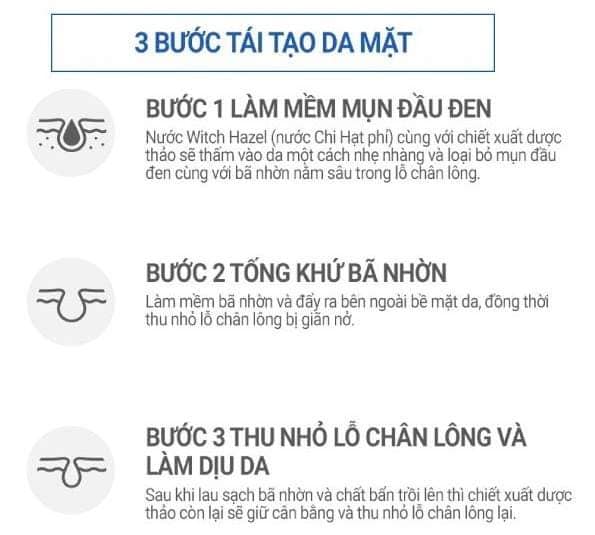 3 BƯỚC TÁI TẠO DA MẶT
BƯỚC 1 LÀM MỀM MỤN ĐẦU ĐEN
Nước Witch Hazel (nước Chi Hạt phỉ) cùng với chiết xuất dược
thảo sẽ thấm vào da một cách nhẹ nhàng và loại bỏ mụn đầu
đen cùng với bã nhờn nằm sâu trong lỗ chân lông.
BƯỚC 2 TỐNG KHỨ BÃ NHỜN
Làm mềm bã nhờn và đẩy ra bên ngoài bề mặt da, đồng thời
thu nhỏ lỗ chân lông bị giãn nở.
BƯỚC 3 THU NHỎ LỖ CHÂN LÔNG VÀ
LÀM DỊU DA
Sau khi lau sạch bã nhờn và chất bẩn trồi lên thì chiết xuất dược
thảo còn lại sẽ giữ cân bằng và thu nhỏ lỗ chân lông lại.